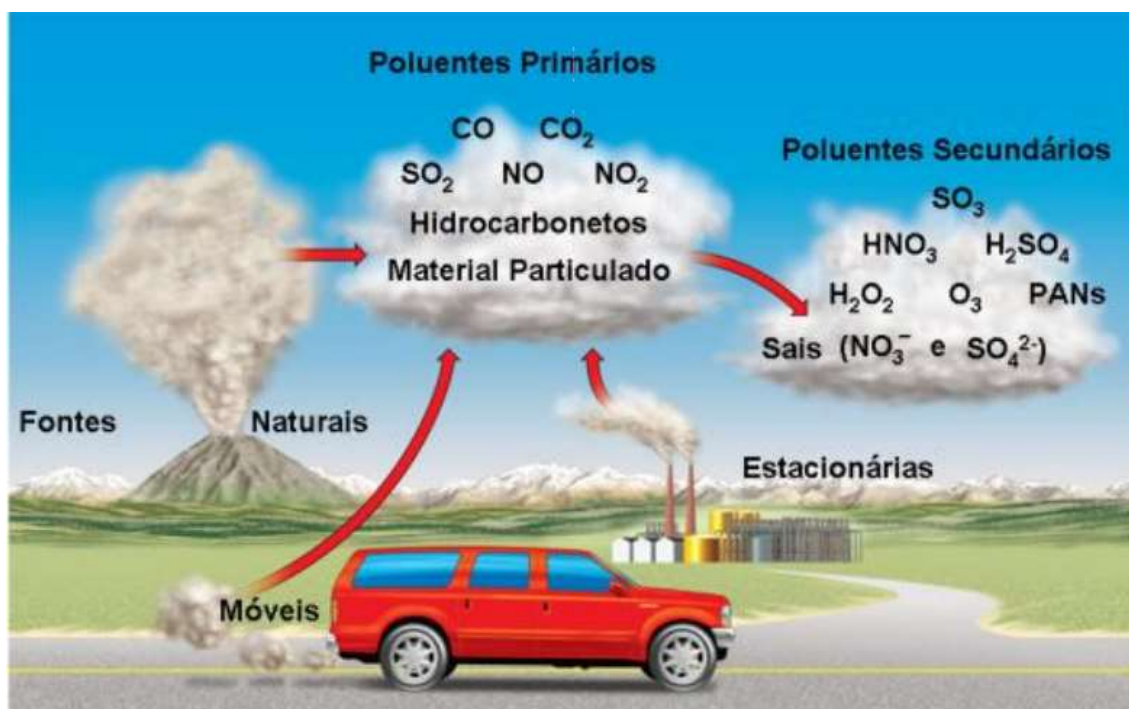 Poluentes Primários
CO CO₂
SO₂ NO NO₂
Hidrocarbonetos
Material Particulado
Poluentes Secundários
SO₃
HNO₃ H₂SO₄
H₂O₂ O₃ PANs
Sais (NO₃⁻ e SO₄²⁻)
Fontes Naturais
Estacionárias
Móveis